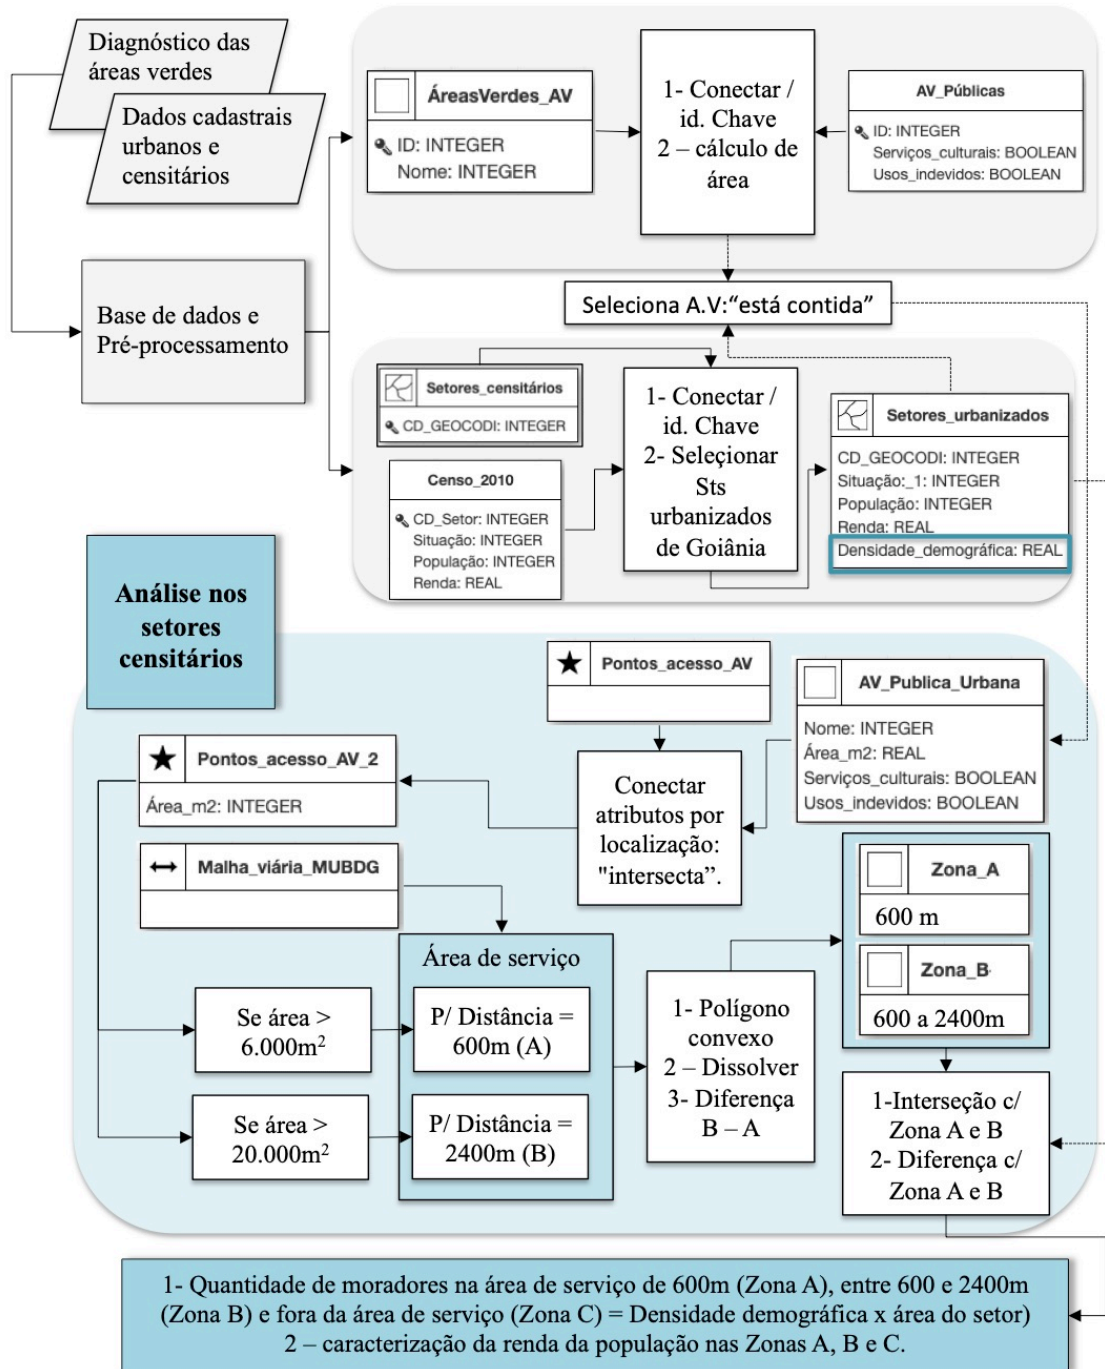 Diagnóstico das
áreas verdes
Dados cadastrais
urbanos e
censitários
Base de dados e
Pré-processamento
ÁreasVerdes_AV
ID: INTEGER
Nome: INTEGER
1- Conectar /
id. Chave
2 – cálculo de
área
AV_Públicas
ID: INTEGER
Serviços_culturais: BOOLEAN
Usos_indevidos: BOOLEAN
Seleciona A.V:“está contida”
Setores_censitários
CD_GEOCODI: INTEGER
Censo_2010
CD_Setor: INTEGER
Situação: INTEGER
População: INTEGER
Renda: REAL
1- Conectar /
id. Chave
2- Seleçionar
Sts
urbanizados
de Goiânia
Setores_urbanizados
CD_GEOCODI: INTEGER
Situação:_1: INTEGER
População: INTEGER
Renda: REAL
Densidade_demográfica: REAL
Análise nos
setores
censitários
Pontos_acesso_AV
AV_Publica_Urbana
Nome: INTEGER
Área_m2: REAL
Serviços_culturais: BOOLEAN
Usos_indevidos: BOOLEAN
Pontos_acesso_AV_2
Área_m2: INTEGER
Conectar
atributos por
localização:
"intersecta”.
Malha_viária_MUBDG
Zona_A
600 m
Zona_B
600 a 2400m
Área de serviço
Se área >
6.000m²
P/ Distância =
600m (A)
Se área >
20.000m²
P/ Distância =
2400m (B)
1- Polígono
convexo
2 – Dissolver
3- Diferença
B – A
1-Interseção c/
Zona A e B
2- Diferença c/
Zona A e B
1- Quantidade de moradores na área de serviço de 600m (Zona A), entre 600 e 2400m
(Zona B) e fora da área de serviço (Zona C) = Densidade demográfica x área do setor)
2 – caracterização da renda da população nas Zonas A, B e C.